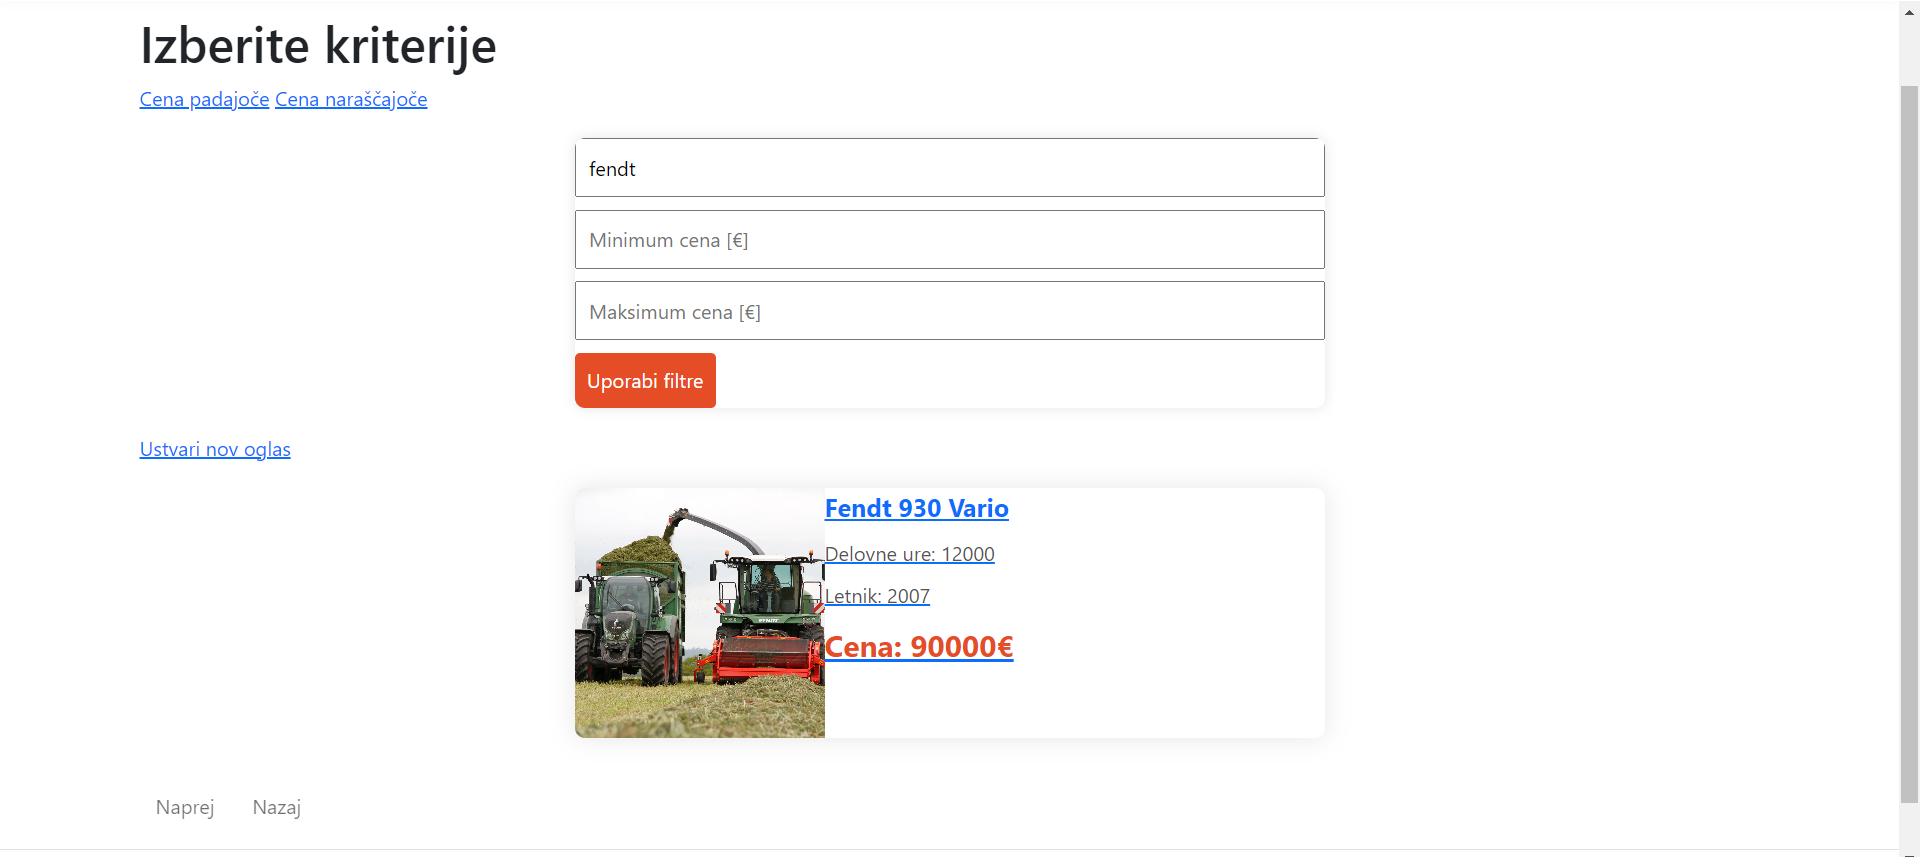 Izberite kriterije
Cena padajoče Cena naraščajoče
fendt
Minimum cena [€]
Maksimum cena [€]
Uporabi filtre
Ustvari nov oglas
Fendt 930 Vario
Delovne ure: 12000
Letnik: 2007
Cena: 90000€
Naprej Nazaj